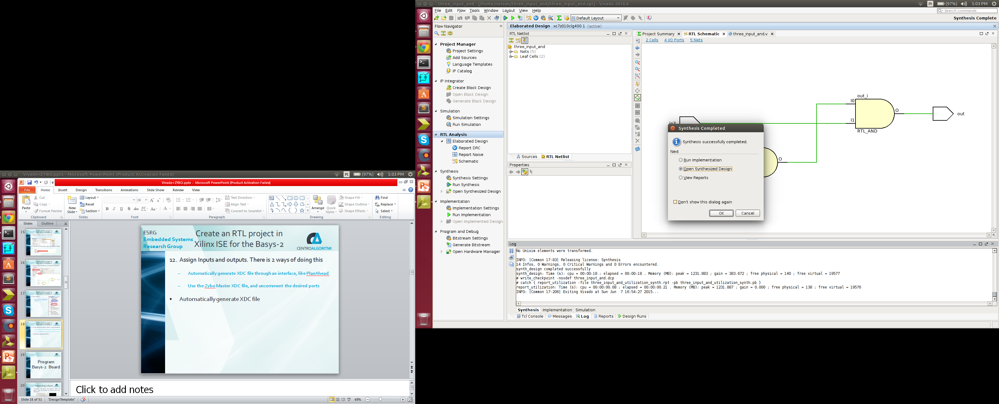 Vivado+ZYBO.pptx - Microsoft PowerPoint (Product Activation Failed)
Pt
(97%)
5:03 PM
Vivado+ZYBO.pptx - Microsoft PowerPoint (Product Activation Failed)
File Home Insert Design Transitions Animations Slide Show Review View
Paste
Cut
Copy
Format Painter
Clipboard
New Slide
Layout
Reset
Section
Slides
18
Font
Text Direction
Align Text
Convert to SmartArt
Paragraph
Arrange
Quick Styles
Shape Fill
Shape Outline
Shape Effects
Drawing
Find
Replace
Select
Editing
Slides Outline
15
16
17
18
19
Program
Basys-2 Board
20
ESRG
Embedded Systems
Research Group
Create an RTL project in
Xilinx ISE for the Basys-2
CENTROALGORITMI
12. Assign Inputs and outputs. There is 2 ways of doing this
– Automatically generate XDC file through an interface, like PlanAhead
– Use the Zybo Master XDC file, and uncomment the desired ports
• Automatically generate XDC file
Click to add notes
Slide 18 of 51
"DesignTemplate"
68%
three_input_and - [/home/nelson/three_input_and/three_input_and.xpr] - Vivado 2014.4
Pt
(97%)
5:03 PM
File Edit Flow Tools Window Layout View Help
Search commands
Default Layout
Synthesis Complete
Flow Navigator
Project Manager
Project Settings
Add Sources
Language Templates
IP Catalog
IP Integrator
Create Block Design
Open Block Design
Generate Block Design
Simulation
Simulation Settings
Run Simulation
RTL Analysis
Elaborated Design
Report DRC
Report Noise
Schematic
Synthesis
Synthesis Settings
Run Synthesis
Open Synthesized Design
Implementation
Implementation Settings
Run Implementation
Open Implemented Design
Program and Debug
Bitstream Settings
Generate Bitstream
Open Hardware Manager
Elaborated Design - xc7z010clg400-1 (active)
RTL Netlist
three_input_and
Nets (5)
Leaf Cells (2)
Sources RTL Netlist
Properties
Project Summary RTL Schematic three_input_and.v
2 Cells 4 I/O Ports 5 Nets
out_i
I0
I1
O
RTL_AND
out
in3
O
Synthesis Completed
Synthesis successfully completed.
Next
Run Implementation
Open Synthesized Design
View Reports
Don't show this dialog again
OK Cancel
Log
No Unisim elements were transformed.
INFO: [Common 17-83] Releasing license: Synthesis
14 Infos, 0 Warnings, 0 Critical Warnings and 0 Errors encountered.
synth_design completed successfully
synth_design: Time (s): cpu = 00:00:18 ; elapsed = 00:00:18 . Memory (MB): peak = 1231.883 ; gain = 383.672 ; free physical = 140 ; free virtual = 19577
# write_checkpoint -noxdef three_input_and.dcp
# catch { report_utilization -file three_input_and_utilization_synth.rpt -pb three_input_and_utilization_synth.pb }
report_utilization: Time (s): cpu = 00:00:00.08 ; elapsed = 00:00:00.21 . Memory (MB): peak = 1231.887 ; gain = 0.000 ; free physical = 138 ; free virtual = 19576
INFO: [Common 17-206] Exiting Vivado at Sun Jun  7 16:54:27 2015...
Synthesis Implementation Simulation
Tcl Console Messages Log Reports Design Runs